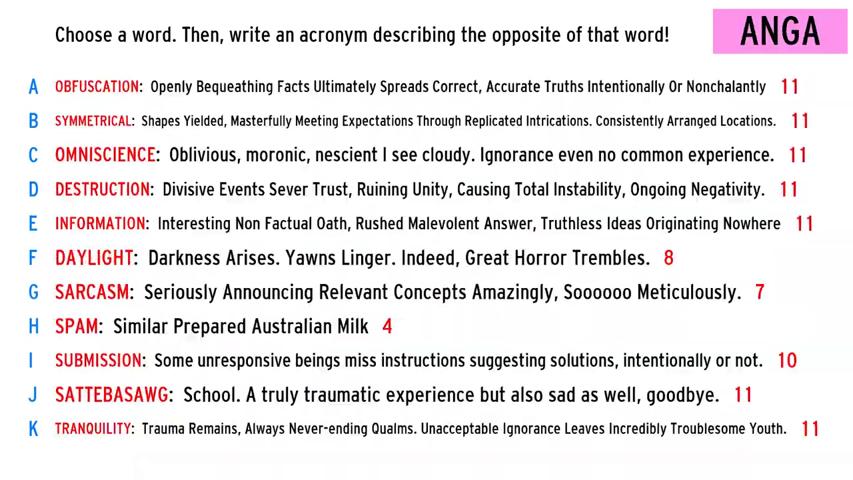 Choose a word. Then, write an acronym describing the opposite of that word!
ANGA
A OBFUSCATION: Openly Bequeathing Facts Ultimately Spreads Correct, Accurate Truths Intentionally Or Nonchalantly 11
B SYMMETRICAL: Shapes Yielded, Masterfully Meeting Expectations Through Replicated Intrications. Consistently Arranged Locations. 11
C OMNISCIENCE: Oblivious, moronic, nescient I see cloudy. Ignorance even no common experience. 11
D DESTRUCTION: Divisive Events Sever Trust, Ruining Unity, Causing Total Instability, Ongoing Negativity. 11
E INFORMATION: Interesting Non Factual Oath, Rushed Malevolent Answer, Truthless Ideas Originating Nowhere 11
F DAYLIGHT: Darkness Arises. Yawns Linger. Indeed, Great Horror Trembles. 8
G SARCASM: Seriously Announcing Relevant Concepts Amazingly, Soooooo Meticulously. 7
H SPAM: Similar Prepared Australian Milk 4
I SUBMISSION: Some unresponsive beings miss instructions suggesting solutions, intentionally or not. 10
J SATTEBASAWG: School. A truly traumatic experience but also sad as well, goodbye. 11
K TRANQUILITY: Trauma Remains, Always Never-ending Qualms. Unacceptable Ignorance Leaves Incredibly Troublesome Youth. 11